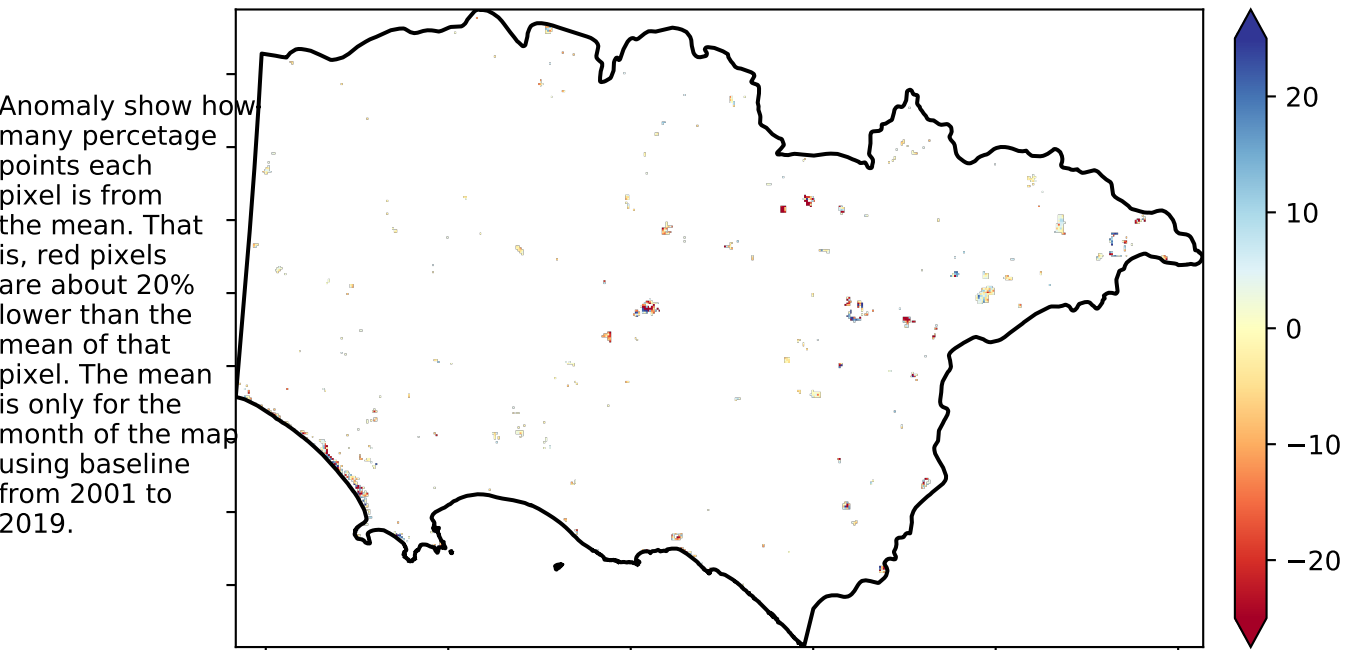 Anomaly show how
many percetage
points each
pixel is from
the mean. That
is, red pixels
are about 20%
lower than the
mean of that
pixel. The mean
is only for the
month of the map
using baseline
from 2001 to
2019.
20
10
0
−10
−20